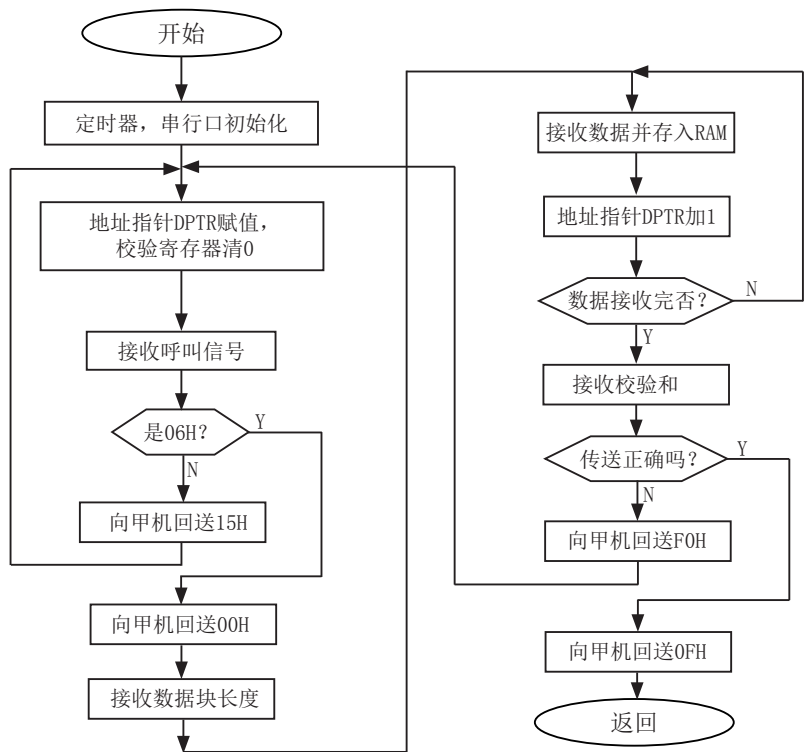 开始
定时器，串行口初始化
地址指针DPTR赋值，
校验寄存器清0
接收呼叫信号
是06H？
Y
N
向甲机回送15H
向甲机回送00H
接收数据块长度
接收数据并存入RAM
地址指针DPTR加1
数据接收完否？
N
Y
接收校验和
传送正确吗？
Y
N
向甲机回送F0H
向甲机回送0FH
返回